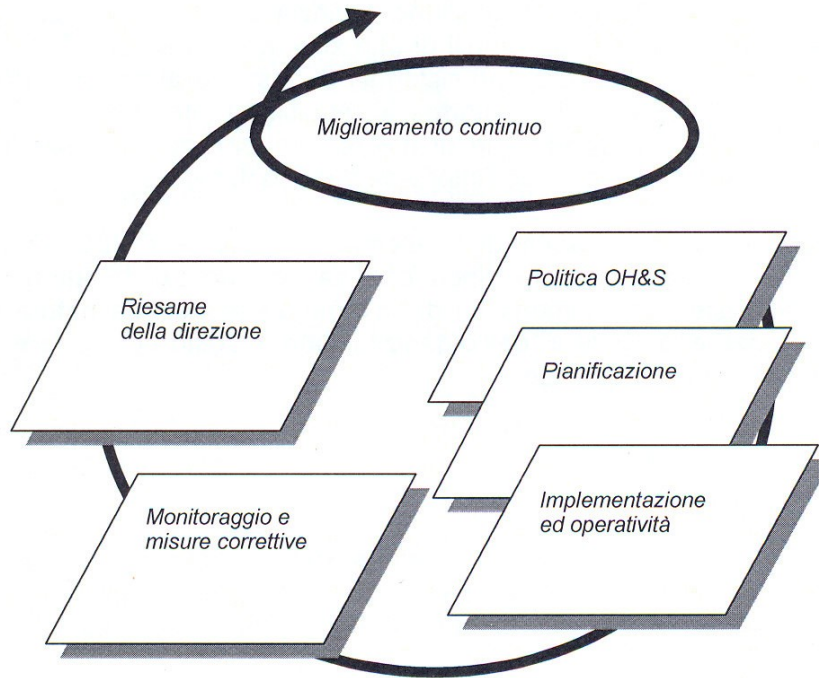 Miglioramento continuo
Politica OH&S
Pianificazione
Implementazione
ed operatività
Monitoraggio e
misure correttive
Riesame
della direzione